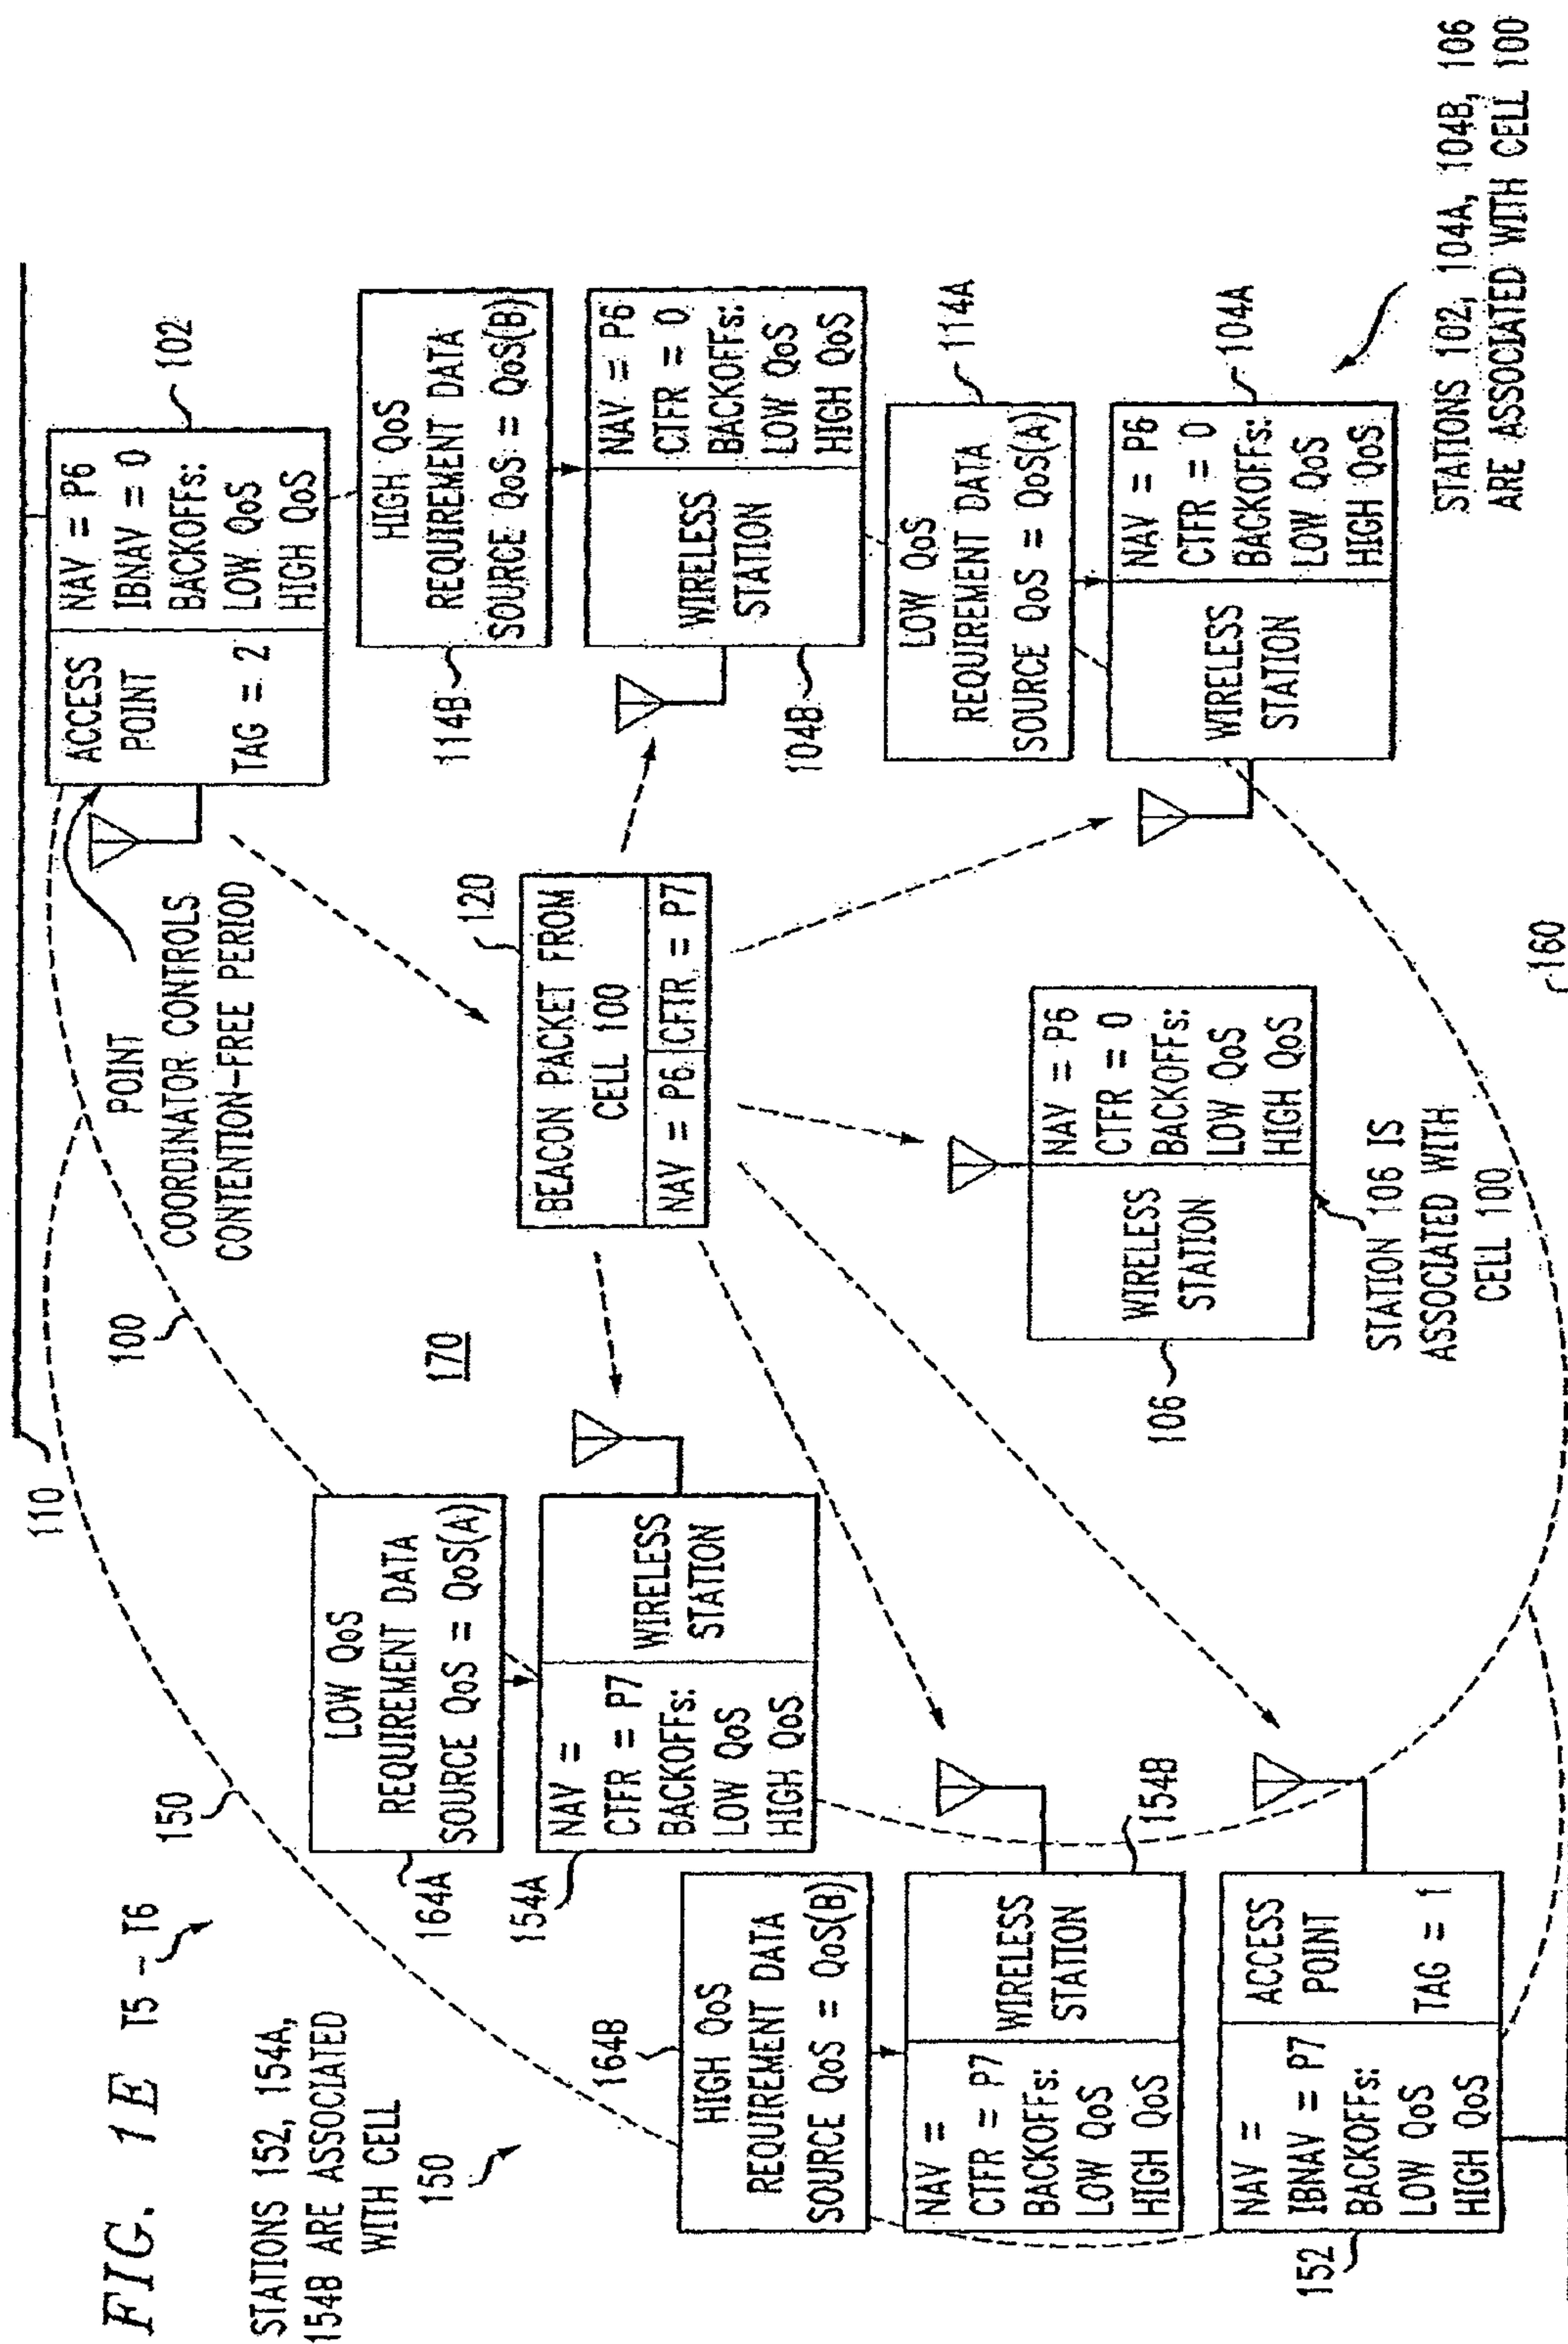 FIG. 1E T5 - T6
STATIONS 152, 154A,
154B ARE ASSOCIATED
WITH CELL
150
150
110
100
170
POINT
COORDINATOR CONTROLS
CONTENTION-FREE PERIOD
ACCESS
POINT
TAG = 2
NAV = P6
IBNAV = 0
BACKOFFs:
LOW QoS
HIGH QoS
102
HIGH QoS
REQUIREMENT DATA
SOURCE QoS = QoS(B)
114B
WIRELESS
STATION
NAV = P6
CTFR = 0
BACKOFFs:
LOW QoS
HIGH QoS
104B
LOW QoS
REQUIREMENT DATA
SOURCE QoS = QoS(A)
114A
WIRELESS
STATION
NAV = P6
CTFR = 0
BACKOFFs:
LOW QoS
HIGH QoS
104A
STATIONS 102, 104A, 104B, 106
ARE ASSOCIATED WITH CELL 100
120
BEACON PACKET FROM
CELL 100
NAV = P6 CFTR = P7
LOW QoS
REQUIREMENT DATA
SOURCE QoS = QoS(A)
164A
NAV =
CTFR = P7
BACKOFFs:
LOW QoS
HIGH QoS
WIRELESS
STATION
154A
164B
HIGH QoS
REQUIREMENT DATA
SOURCE QoS = QoS(B)
NAV =
CTFR = P7
BACKOFFs:
LOW QoS
HIGH QoS
WIRELESS
STATION
154B
NAV =
IBNAV = P7
BACKOFFs:
LOW QoS
HIGH QoS
ACCESS
POINT
TAG = 1
152
WIRELESS
STATION
NAV = P6
CTFR = 0
BACKOFFs:
LOW QoS
HIGH QoS
106
STATION 106 IS
ASSOCIATED WITH
CELL 100
160